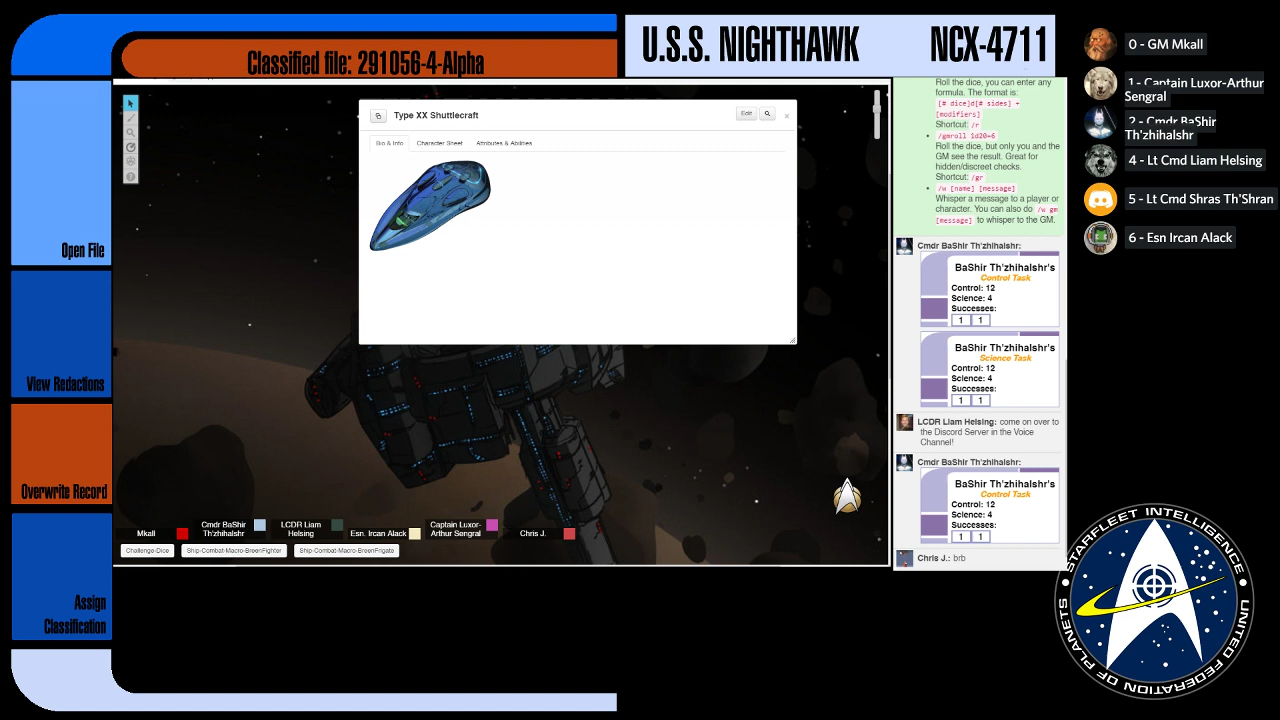 Classified file: 291056-4-Alpha
U.S.S. NIGHTHAWK
NCX-4711
Open File
View Redactions
Overwrite Record
Assign
Classification
Type XX Shuttlecraft
Edit
Bio & Info
Character Sheet
Attributes & Abilities
Mkall
Cmdr BaShir
Th'zhihalshr
LCDR Liam
Helsing
Esn. Ircan Alack
Captain Luxor-
Arthur Sengral
Chris J.
Challenge-Dice
Ship-Combat-Macro-BreenFighter
Ship-Combat-Macro-BreenFrigate
Roll the dice, you can enter any
formula. The format is:
[# dice]d[# sides] +
[modifiers]
Shortcut: /r
/gmroll 1d20+6
Roll the dice, but only you and the
GM see the result. Great for
hidden/discreet checks.
Shortcut: /gr
/w [name] [message]
Whisper a message to a player or
character. You can also do /w gm
[message] to whisper to the GM.
Cmdr BaShir Th'zhihalshr:
BaShir Th'zhihalshr's
Control Task
Control: 12
Science: 4
Successes:
1 1
BaShir Th'zhihalshr's
Science Task
Control: 12
Science: 4
Successes:
1 1
LCDR Liam Helsing: come on over to
the Discord Server in the Voice
Channel!
Cmdr BaShir Th'zhihalshr:
BaShir Th'zhihalshr's
Control Task
Control: 12
Science: 4
Successes:
1 1
Chris J.: brb
0 - GM Mkall
1 - Captain Luxor-Arthur
Sengral
2 - Cmdr BaShir
Th'zhihalshr
4 - Lt Cmd Liam Helsing
5 - Lt Cmd Shras Th'Shran
6 - Esn Ircan Alack
STARFLEET INTELLIGENCE
UNITED FEDERATION OF PLANETS